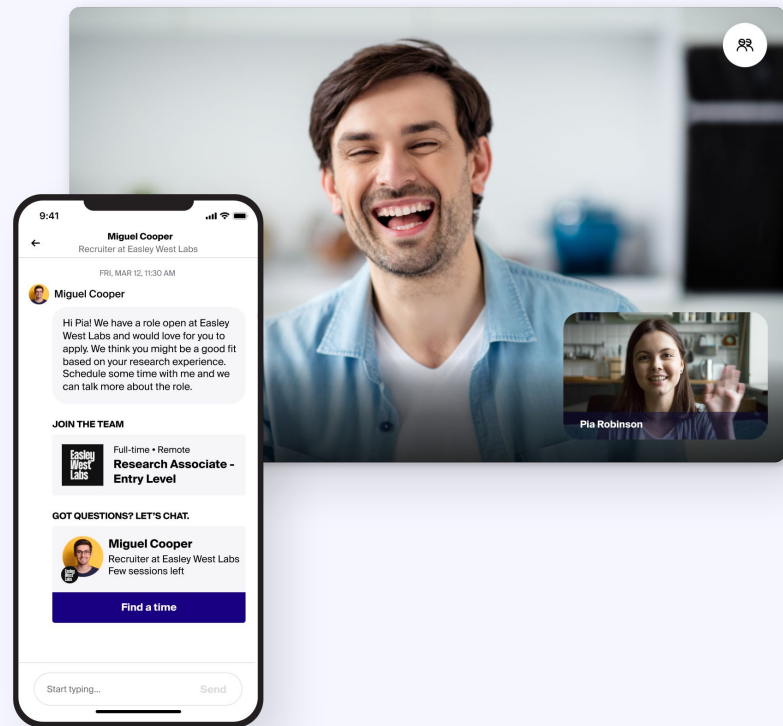 9:41
Miguel Cooper
Recruiter at Easley West Labs
FRI, MAR 12, 11:30 AM
Miguel Cooper
Hi Pia! We have a role open at Easley
West Labs and would love for you to
apply. We think you might be a good fit
based on your research experience.
Schedule some time with me and we
can talk more about the role.
JOIN THE TEAM
Easley
West
Labs
Full-time • Remote
Research Associate -
Entry Level
GOT QUESTIONS? LET'S CHAT.
Miguel Cooper
Recruiter at Easley West Labs
Few sessions left
Easley
West
Labs
Find a time
Start typing...
Send
Pia Robinson